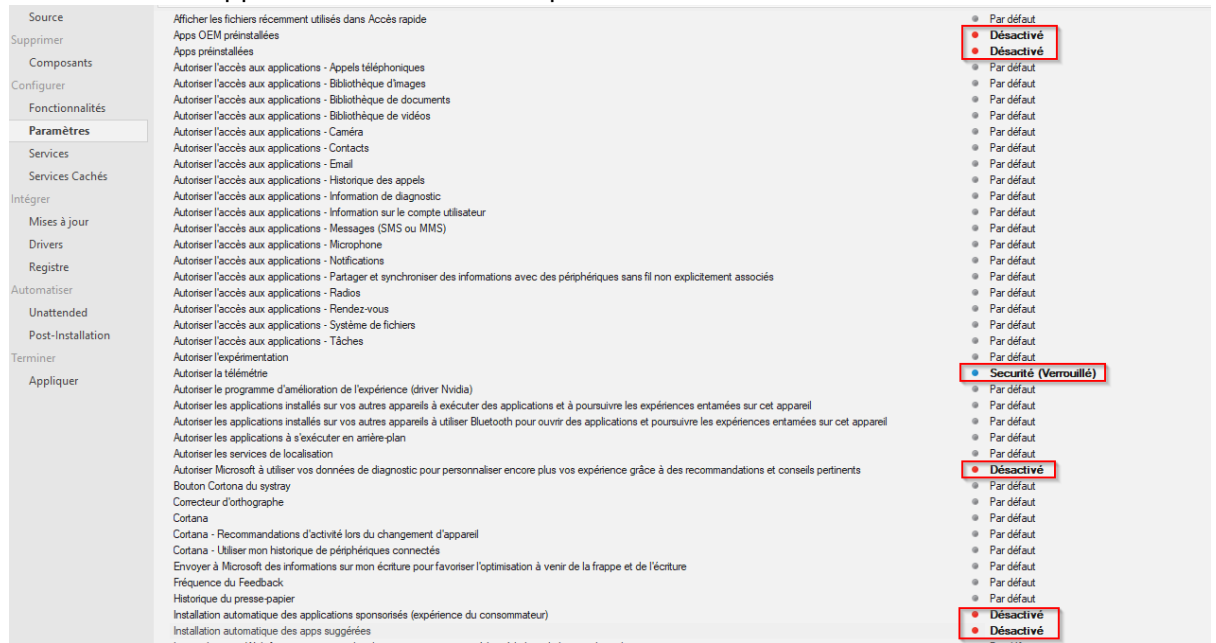 Source
Supprimer
Composants
Configurer
Fonctionnalités
Paramètres
Services
Services Cachés
Intégrer
Mises à jour
Drivers
Registre
Automatiser
Unattended
Post-Installation
Terminer
Appliquer
Afficher les fichiers récemment utilisés dans Accès rapide Par défaut
Apps OEM préinstallées Désactivé
Apps préinstallées Désactivé
Autoriser l'accès aux applications - Appels téléphoniques Par défaut
Autoriser l'accès aux applications - Bibliothèque d'images Par défaut
Autoriser l'accès aux applications - Bibliothèque de documents Par défaut
Autoriser l'accès aux applications - Bibliothèque de vidéos Par défaut
Autoriser l'accès aux applications - Caméra Par défaut
Autoriser l'accès aux applications - Contacts Par défaut
Autoriser l'accès aux applications - Email Par défaut
Autoriser l'accès aux applications - Historique des appels Par défaut
Autoriser l'accès aux applications - Information de diagnostic Par défaut
Autoriser l'accès aux applications - Information sur le compte utilisateur Par défaut
Autoriser l'accès aux applications - Messages (SMS ou MMS) Par défaut
Autoriser l'accès aux applications - Microphone Par défaut
Autoriser l'accès aux applications - Notifications Par défaut
Autoriser l'accès aux applications - Partager et synchroniser des informations avec des périphériques sans fil non explicitement associés Par défaut
Autoriser l'accès aux applications - Radios Par défaut
Autoriser l'accès aux applications - Rendez-vous Par défaut
Autoriser l'accès aux applications - Système de fichiers Par défaut
Autoriser l'accès aux applications - Tâches Par défaut
Autoriser l'expérimentation Par défaut
Autoriser la télémétrie Securité (Verrouillé)
Autoriser le programme d'amélioration de l'expérience (driver Nvidia) Par défaut
Autoriser les applications installés sur vos autres appareils à exécuter des applications et à poursuivre les expériences entamées sur cet appareil Par défaut
Autoriser les applications installés sur vos autres appareils à utiliser Bluetooth pour ouvrir des applications et poursuivre les expériences entamées sur cet appareil Par défaut
Autoriser les applications à s'exécuter en arrière-plan Par défaut
Autoriser les services de localisation Par défaut
Autoriser Microsoft à utiliser vos données de diagnostic pour personnaliser encore plus vos expérience grâce à des recommandations et conseils pertinents Désactivé
Bouton Cortona du systray Par défaut
Correcteur d'orthographe Par défaut
Cortana Par défaut
Cortana - Recommandations d'activité lors du changement d'appareil Par défaut
Cortana - Utiliser mon historique de périphériques connectés Par défaut
Envoyer à Microsoft des informations sur mon écriture pour favoriser l'optimisation à venir de la frappe et de l'écriture Par défaut
Fréquence du Feedback Par défaut
Historique du presse-papier Par défaut
Installation automatique des applications sponsorisés (expérience du consommateur) Désactivé
Installation automatique des apps suggérées Désactivé